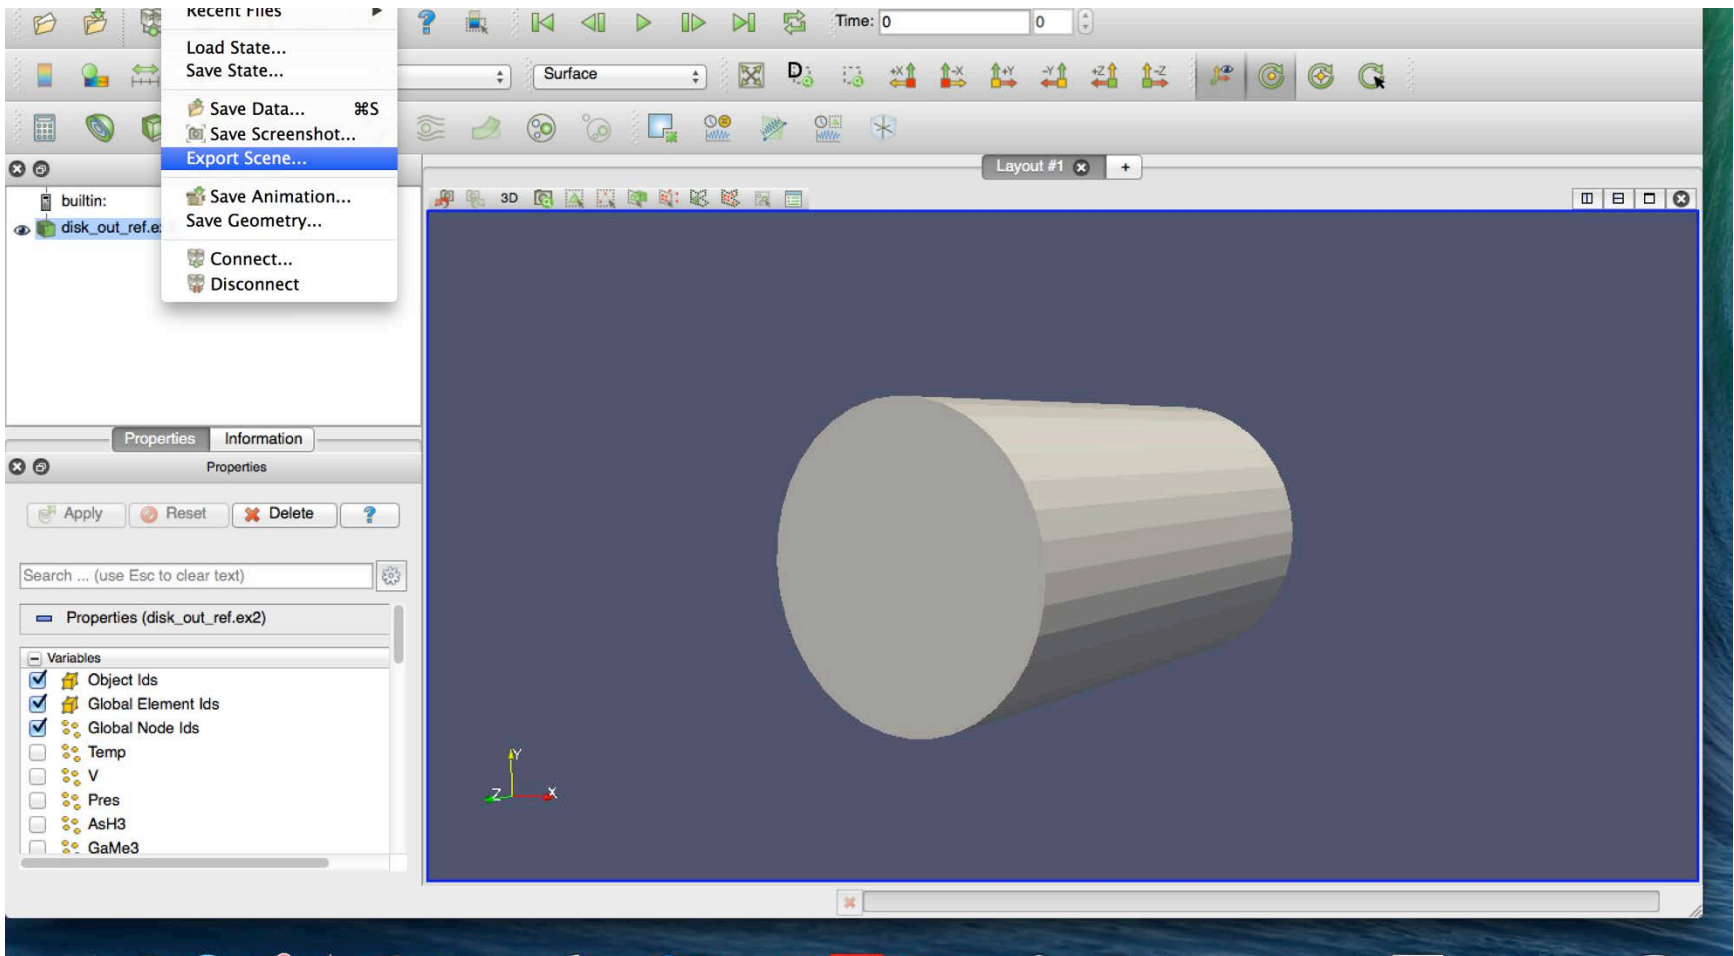 Recent Files
Time: 0 0
Load State...
Save State...
Surface
+X -X +Y -Y +Z -Z
Save Data... ⌘S
Save Screenshot...
Export Scene...
Layout #1 +
Save Animation...
3D
builtin:
Save Geometry...
disk_out_ref.e
Connect...
Disconnect
Properties Information
Properties
Apply Reset Delete ?
Search ... (use Esc to clear text)
Properties (disk_out_ref.ex2)
Variables
Object Ids
Global Element Ids
Global Node Ids
Temp
V
Pres
AsH3
GaMe3
Y
Z X